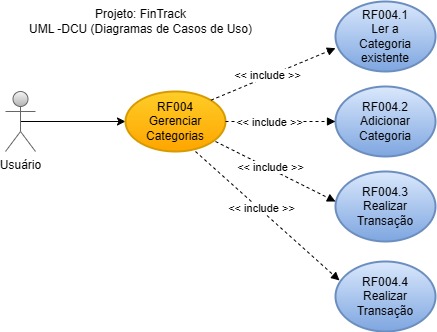 Projeto: FinTrack
UML -DCU (Diagramas de Casos de Uso)
RF004.1
Ler a
Categoria
existente
<< include >>
RF004
Gerenciar
Categorias
<< include >>
RF004.2
Adicionar
Categoria
Usuário
<< include >>
RF004.3
Realizar
Transação
<< include >>
RF004.4
Realizar
Transação